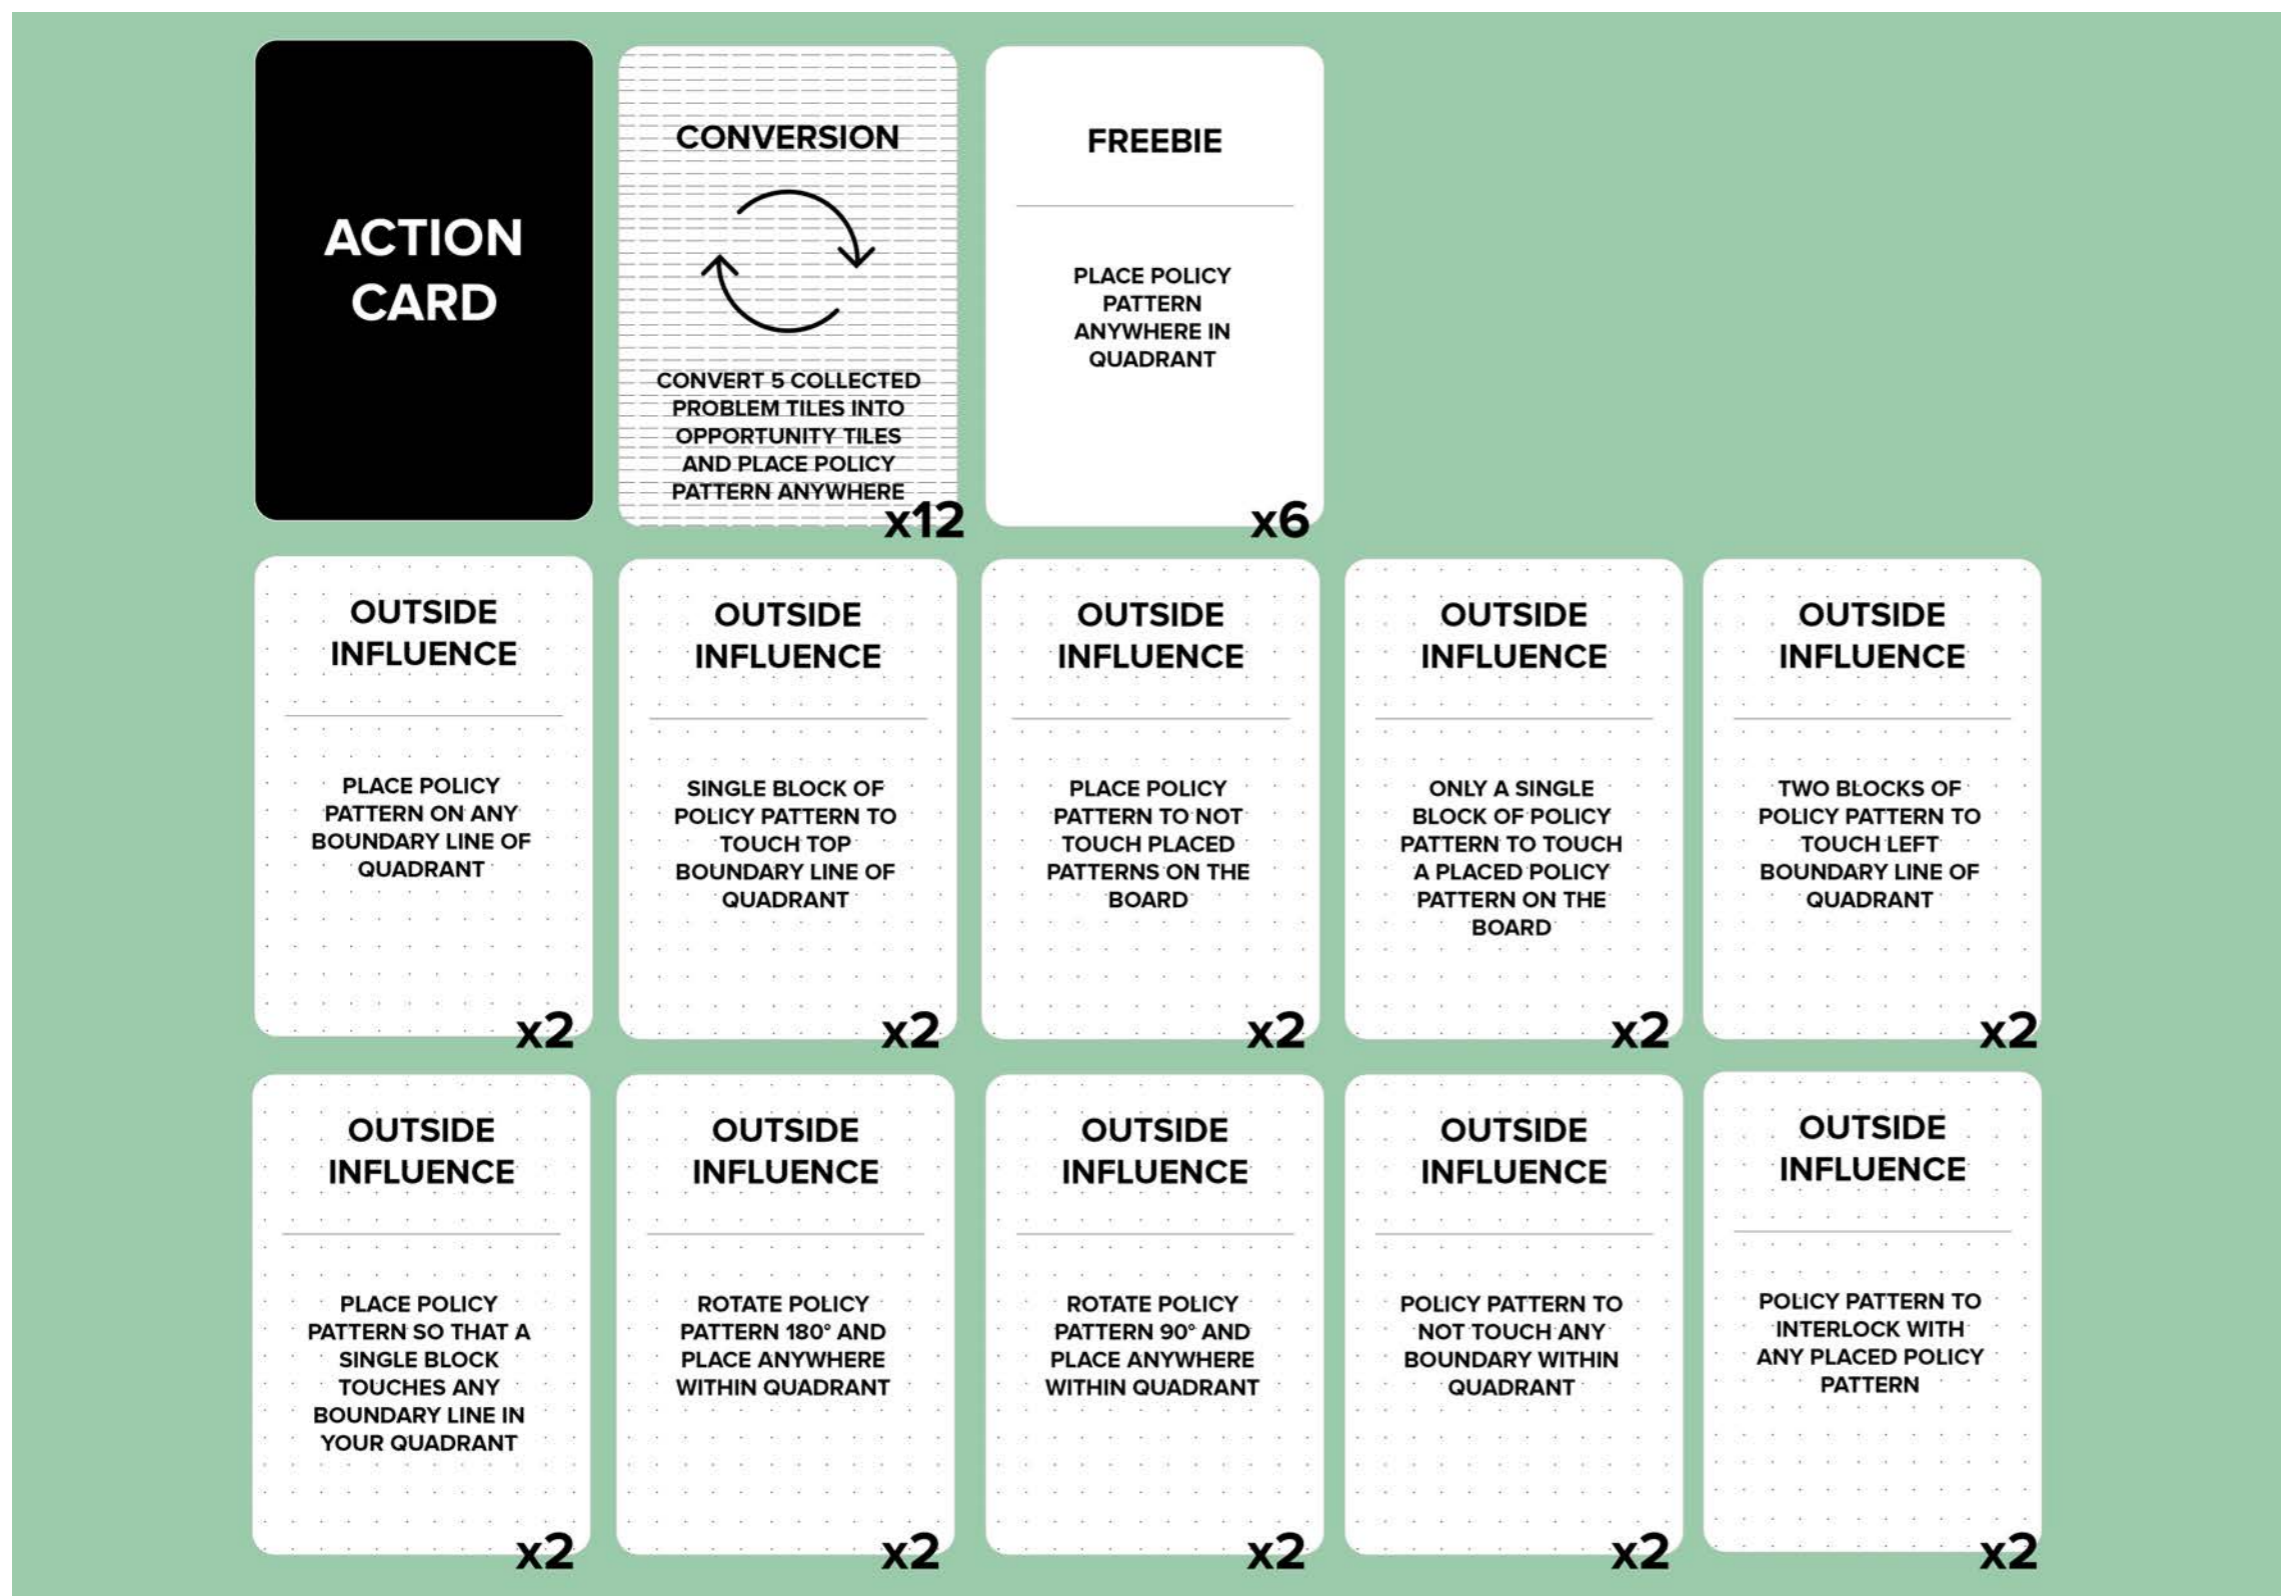 ACTION
CARD
CONVERSION
CONVERT 5 COLLECTED
PROBLEM TILES INTO
OPPORTUNITY TILES
AND PLACE POLICY
PATTERN ANYWHERE
x12
FREEBIE
PLACE POLICY
PATTERN
ANYWHERE IN
QUADRANT
x6
OUTSIDE
INFLUENCE
PLACE POLICY
PATTERN ON ANY
BOUNDARY LINE OF
QUADRANT
x2
OUTSIDE
INFLUENCE
SINGLE BLOCK OF
POLICY PATTERN TO
TOUCH TOP
BOUNDARY LINE OF
QUADRANT
x2
OUTSIDE
INFLUENCE
PLACE POLICY
PATTERN TO NOT
TOUCH PLACED
PATTERNS ON THE
BOARD
x2
OUTSIDE
INFLUENCE
ONLY A SINGLE
BLOCK OF POLICY
PATTERN TO TOUCH
A PLACED POLICY
PATTERN ON THE
BOARD
x2
OUTSIDE
INFLUENCE
TWO BLOCKS OF
POLICY PATTERN TO
TOUCH LEFT
BOUNDARY LINE OF
QUADRANT
x2
OUTSIDE
INFLUENCE
PLACE POLICY
PATTERN SO THAT A
SINGLE BLOCK
TOUCHES ANY
BOUNDARY LINE IN
YOUR QUADRANT
x2
OUTSIDE
INFLUENCE
ROTATE POLICY
PATTERN 180° AND
PLACE ANYWHERE
WITHIN QUADRANT
x2
OUTSIDE
INFLUENCE
ROTATE POLICY
PATTERN 90° AND
PLACE ANYWHERE
WITHIN QUADRANT
x2
OUTSIDE
INFLUENCE
POLICY PATTERN TO
NOT TOUCH ANY
BOUNDARY WITHIN
QUADRANT
x2
OUTSIDE
INFLUENCE
POLICY PATTERN TO
INTERLOCK WITH
ANY PLACED POLICY
PATTERN
x2